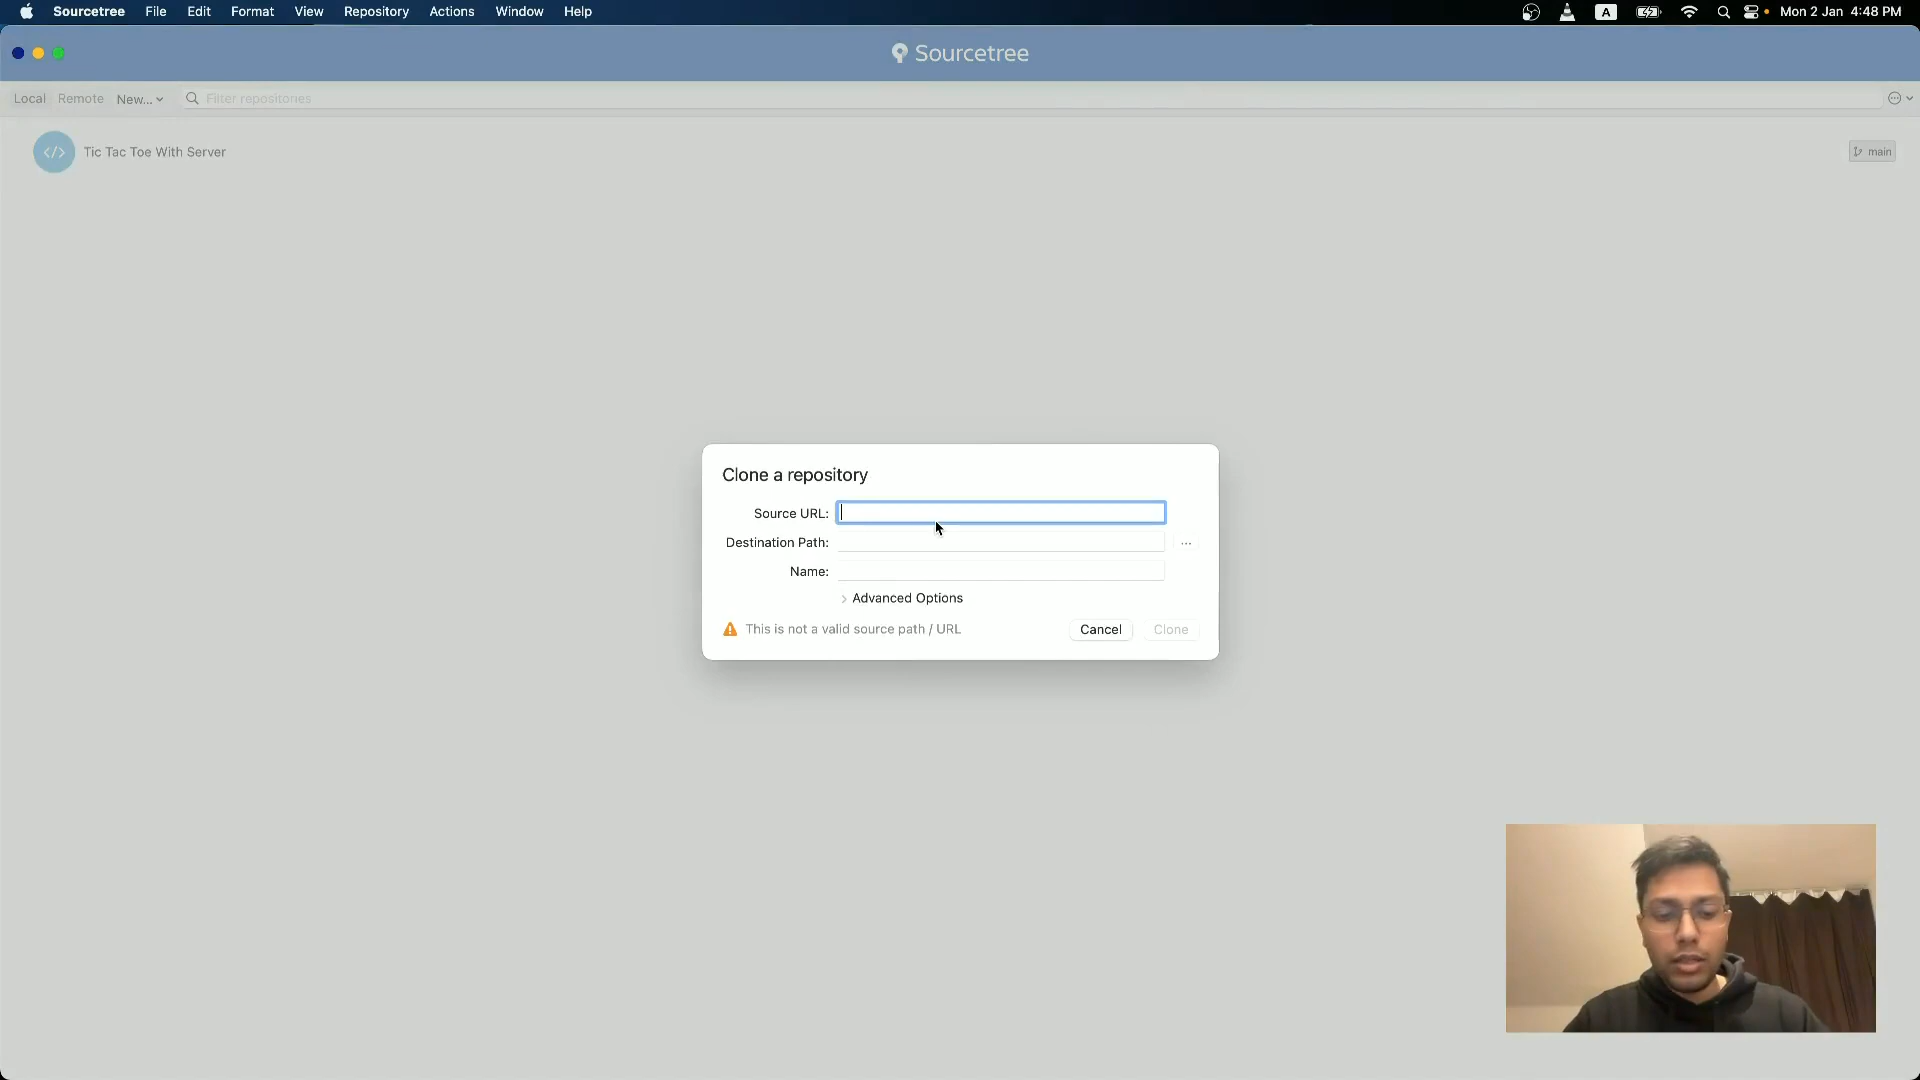 Sourcetree File Edit Format View Repository Actions Window Help A Mon 2 Jan 4:48 PM
Sourcetree
Local Remote New... Filter repositories
</> Tic Tac Toe With Server main
Clone a repository
Source URL:
Destination Path: ...
Name:
Advanced Options
This is not a valid source path / URL Cancel Clone